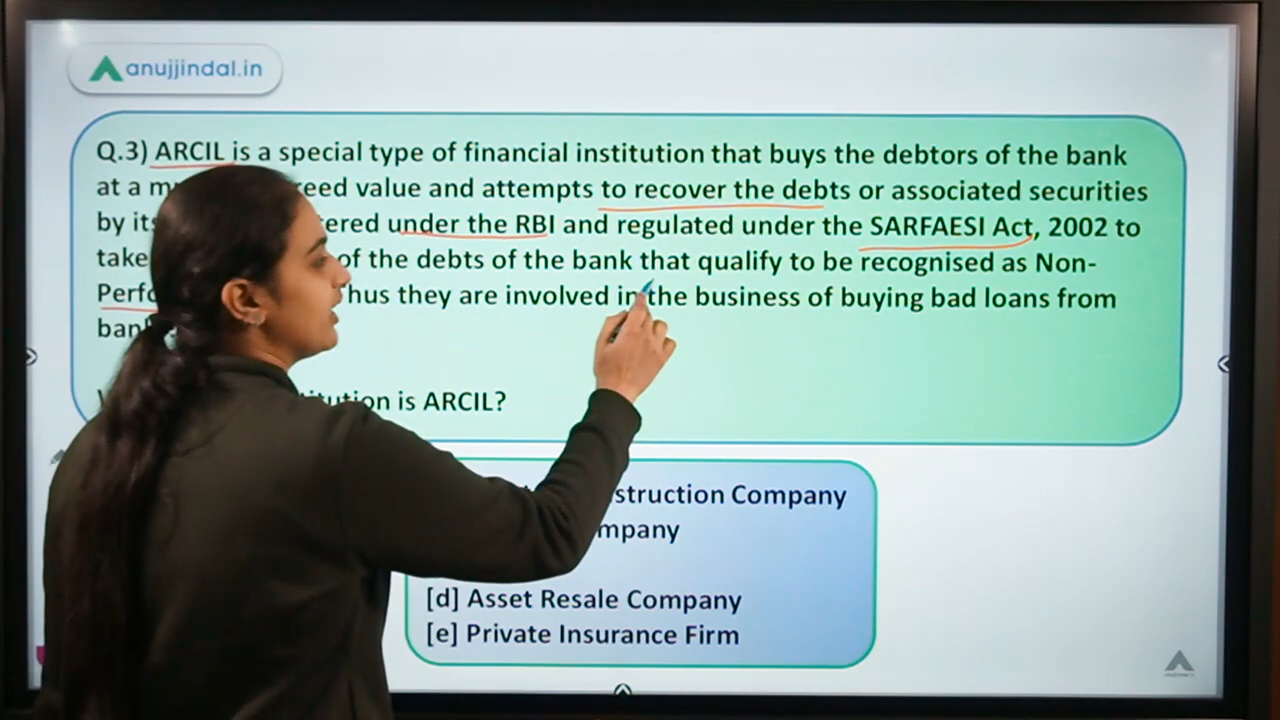 anujjindal.in
Q.3) ARCIL is a special type of financial institution that buys the debtors of the bank
at a eed value and attempts to recover the debts or associated securities
by its ered under the RBI and regulated under the SARFAESI Act, 2002 to
take of the debts of the bank that qualify to be recognised as Non-
Perfo hus they are involved in the business of buying bad loans from
ban
tution is ARCIL?
struction Company
mpany
[d] Asset Resale Company
[e] Private Insurance Firm